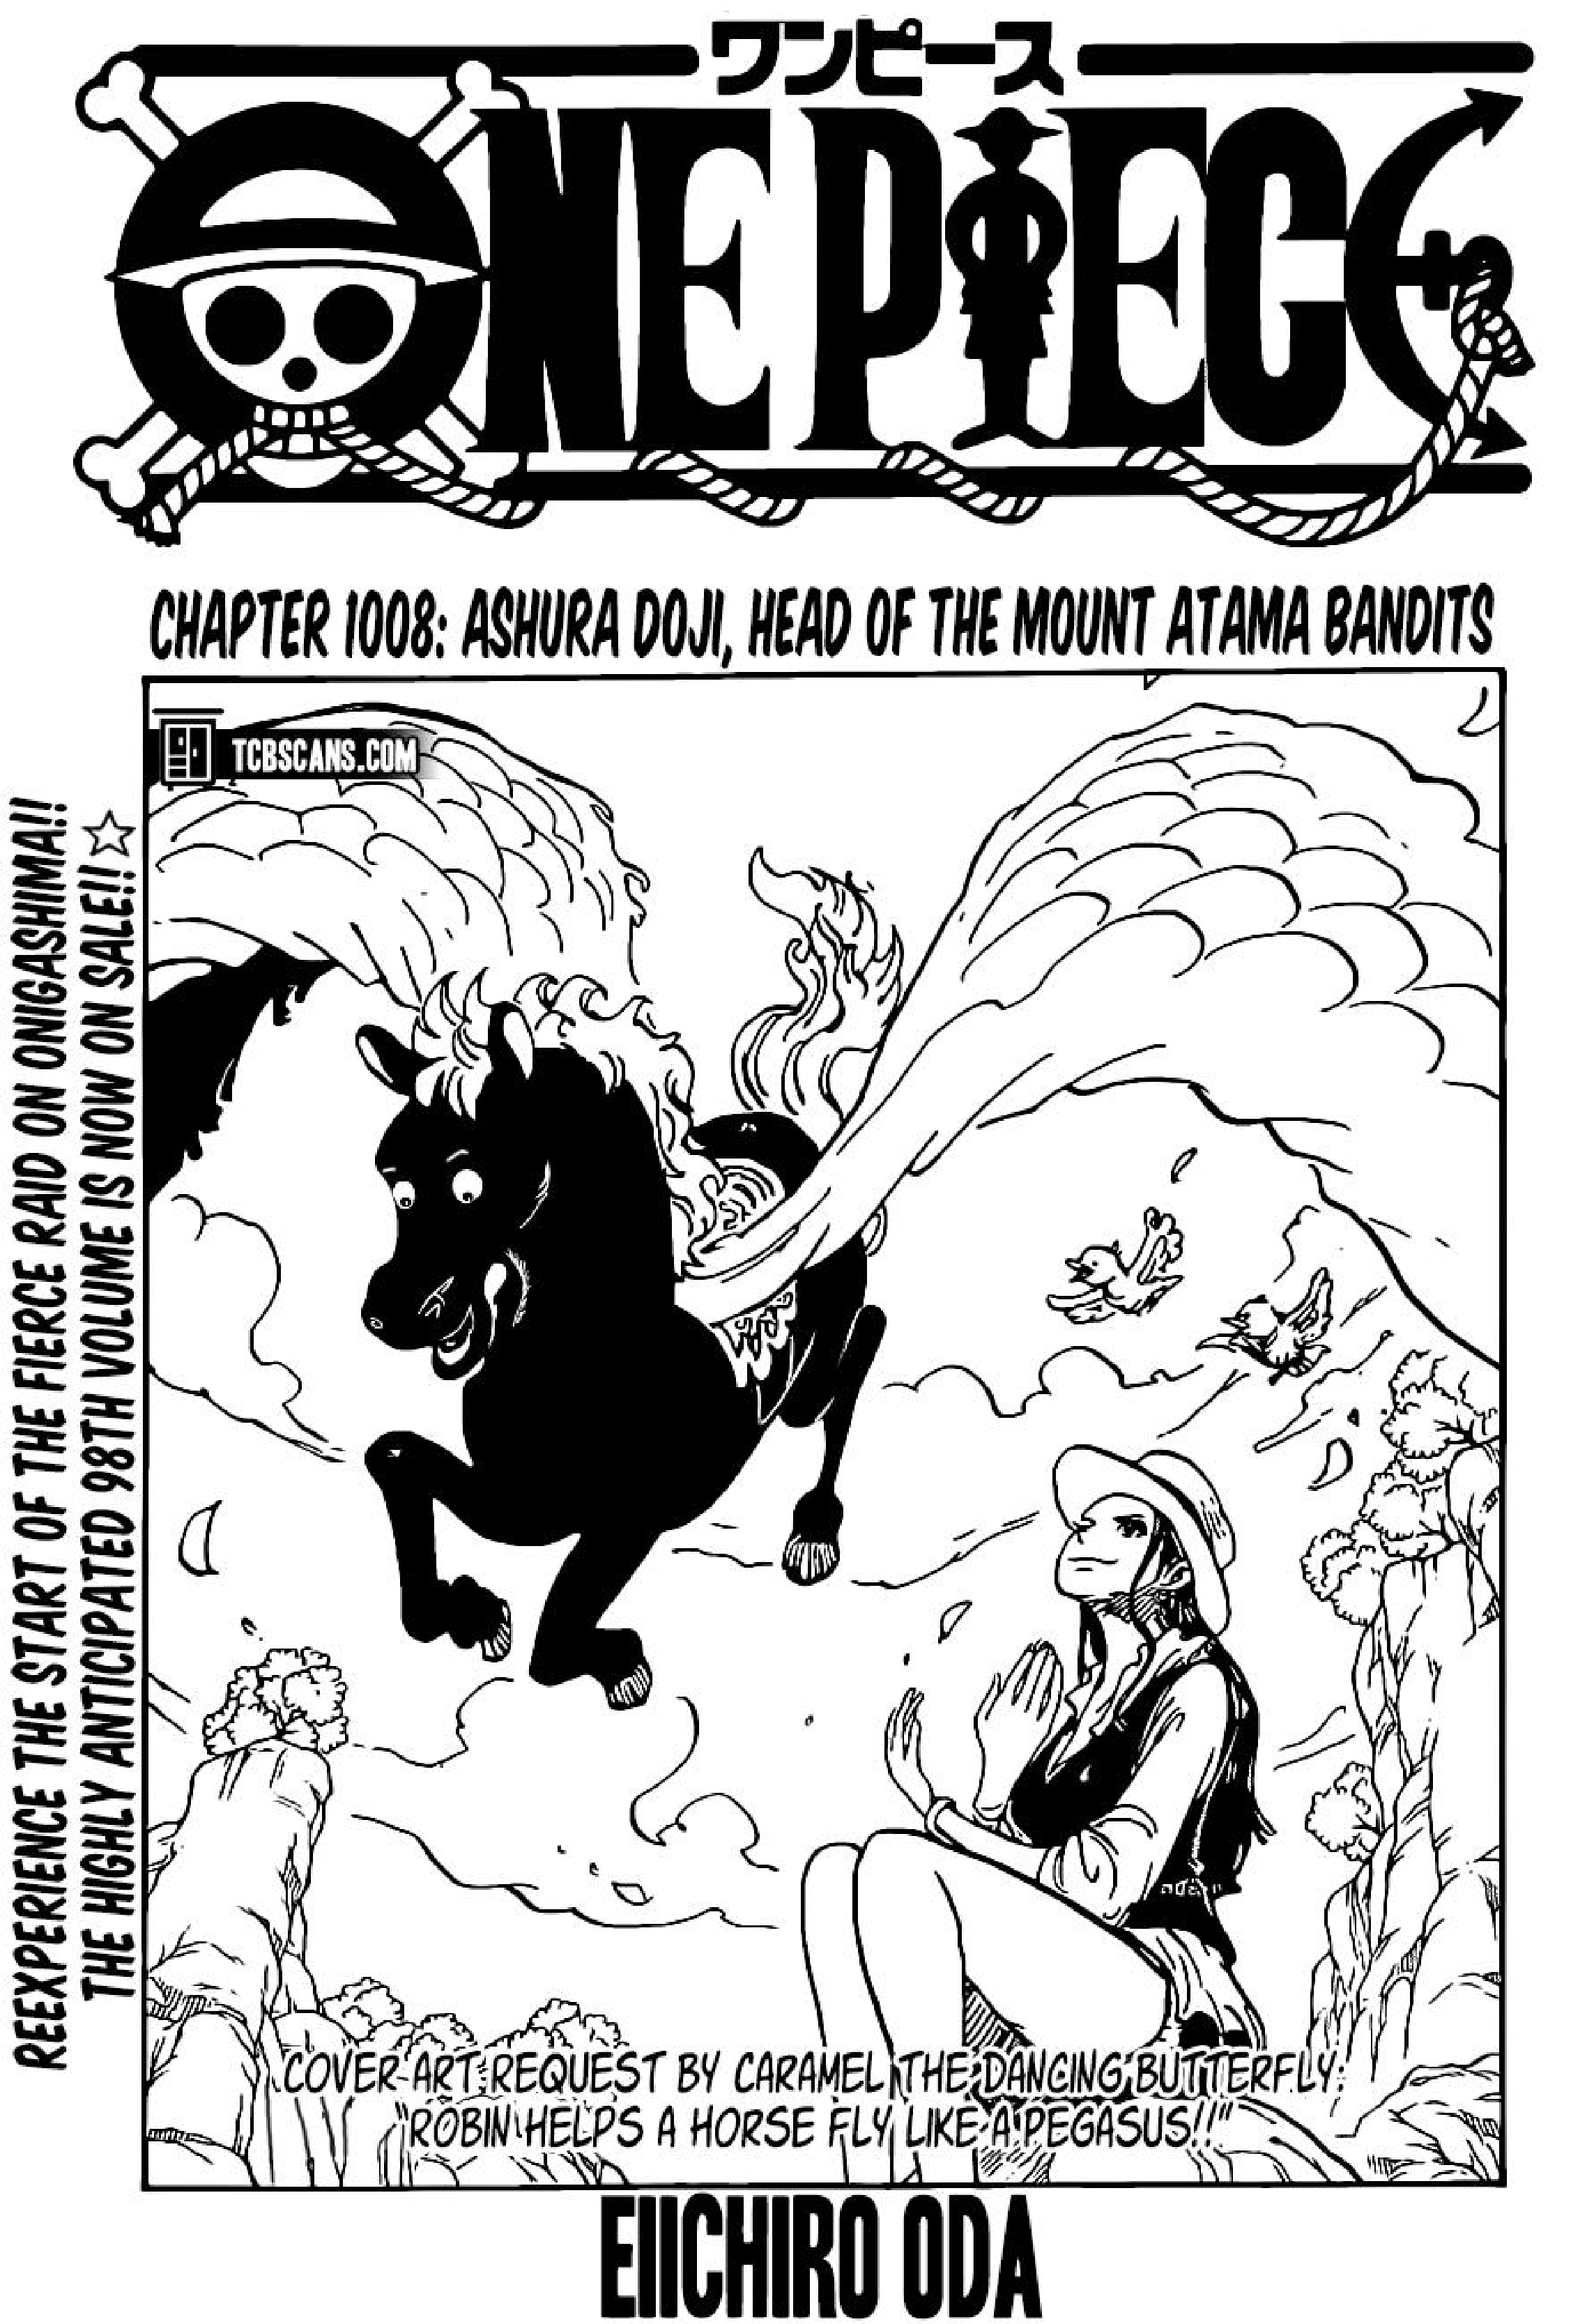 ワンピース
ONE PIECE
CHAPTER 1008: ASHURA DOJI, HEAD OF THE MOUNT ATAMA BANDITS
TCBSCANS.COM
REEXPERIENCE THE START OF THE FIERCE RAID ON ONIGASHIMA!!
THE HIGHLY ANTICIPATED 98TH VOLUME IS NOW ON SALE!!☆
COVER ART REQUEST BY CARAMEL THE DANCING BUTTERFLY:
"ROBIN HELPS A HORSE FLY LIKE A PEGASUS!!"
EIICHIRO ODA